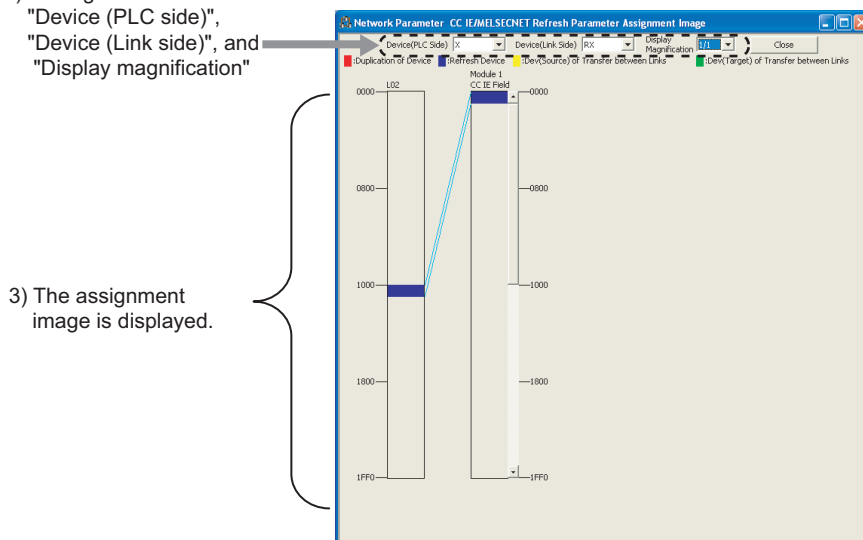 "Device (PLC side)",
"Device (Link side)", and
"Display magnification"
Network Parameter CC IE/MELSECNET Refresh Parameter Assignment Image
Device(PLC Side) X Device(Link Side) RX Display Magnification 1/1 Close
:Duplication of Device :Refresh Device :Dev(Source) of Transfer between Links :Dev(Target) of Transfer between Links
Module 1
L02 CC IE Field
0000 0000
0800 0800
1000 1000
1800 1800
1FF0 1FF0
3) The assignment
image is displayed.